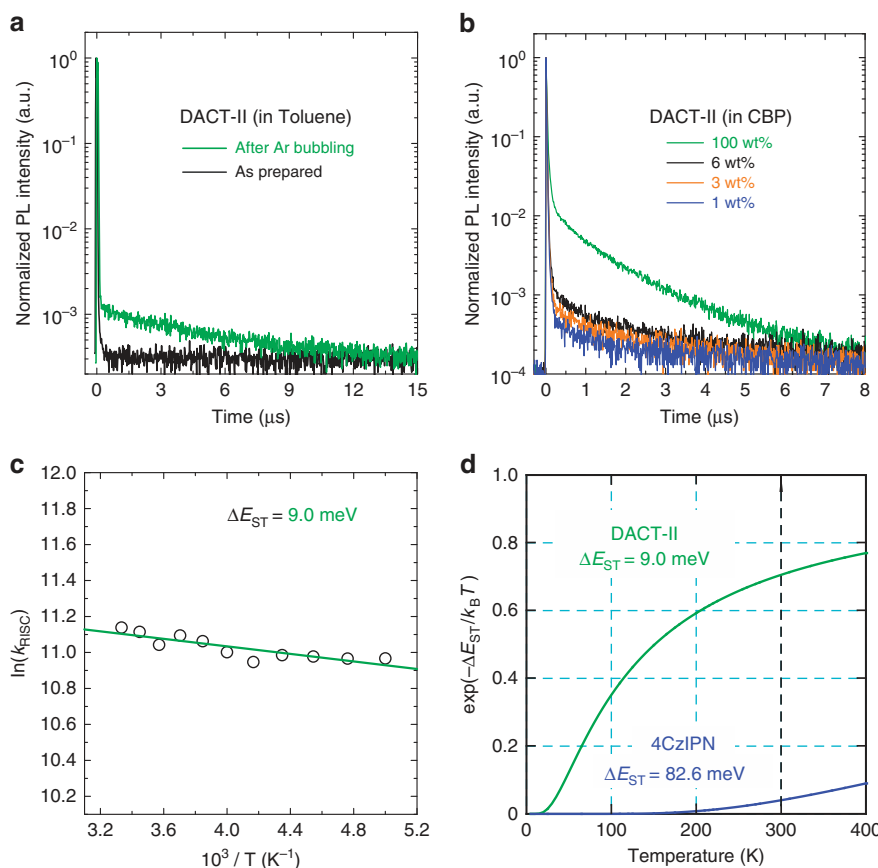 a
Normalized PL intensity (a.u.)
10⁰
10⁻¹
10⁻²
10⁻³
DACT-II (in Toluene)
After Ar bubbling
As prepared
0 3 6 9 12 15
Time (μs)
b
Normalized PL intensity (a.u.)
10⁰
10⁻¹
10⁻²
10⁻³
10⁻⁴
DACT-II (in CBP)
100 wt%
6 wt%
3 wt%
1 wt%
0 1 2 3 4 5 6 7 8
Time (μs)
c
ln(k_RISC)
12.0
11.8
11.6
11.4
11.2
11.0
10.8
10.6
10.4
10.2
ΔE_ST = 9.0 meV
3.2 3.6 4.0 4.4 4.8 5.2
10³ / T (K⁻¹)
d
exp(−ΔE_ST/k_BT)
1.0
0.8
0.6
0.4
0.2
0
DACT-II
ΔE_ST = 9.0 meV
4CzIPN
ΔE_ST = 82.6 meV
0 100 200 300 400
Temperature (K)